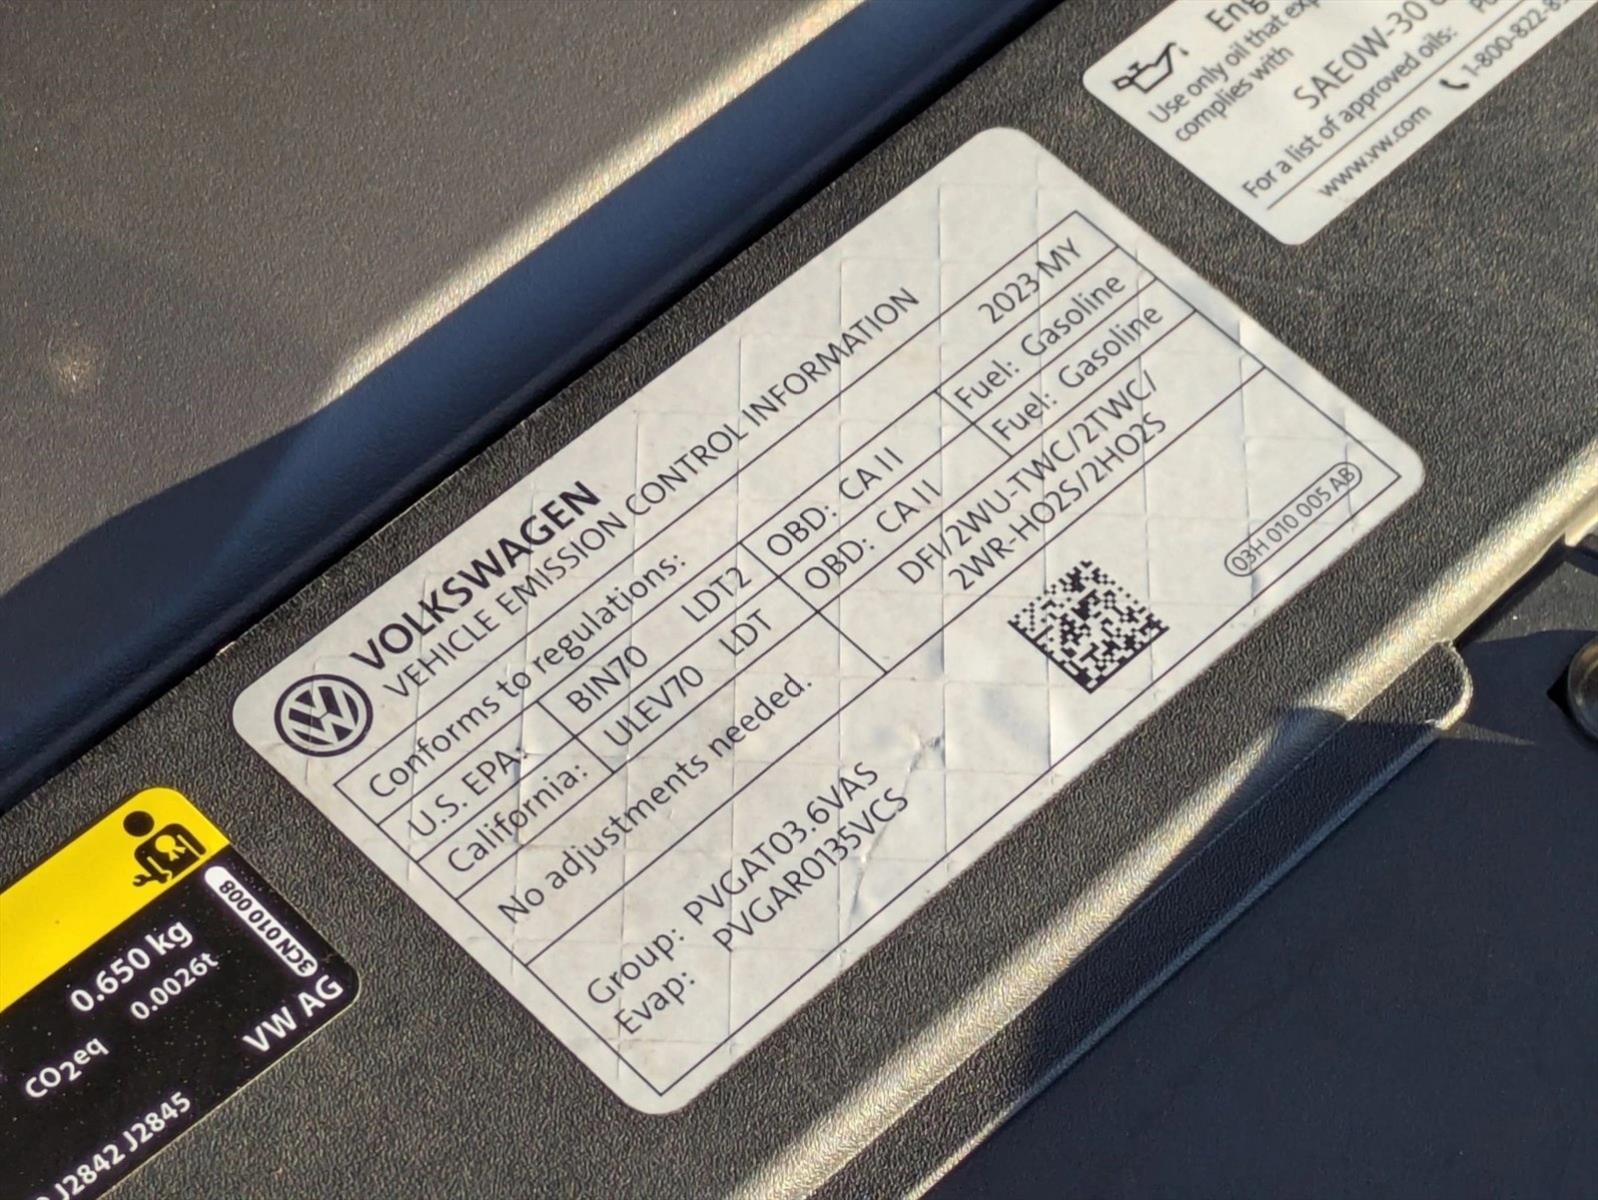 Eng
Use only oil that
complies with
SAE0W-30
For a list of approved oils:
www.vw.com
1-800-822-
VOLKSWAGEN
VEHICLE EMISSION CONTROL INFORMATION
Conforms to regulations: 2023 MY
U.S. EPA: BIN70 LDT2 OBD: CA II Fuel: Gasoline
California: ULEV70 LDT OBD: CA II Fuel: Gasoline
No adjustments needed. DFI/2WU-TWC/2TWC/
2WR-HO2S/2HO2S
Group: PVGAT03.6VAS
Evap: PVGAR0135VCS
03H 010 005 AB
0.650 kg
CO2eq 0.0026t
3CN 010 008
VW AG
J2842 J2845